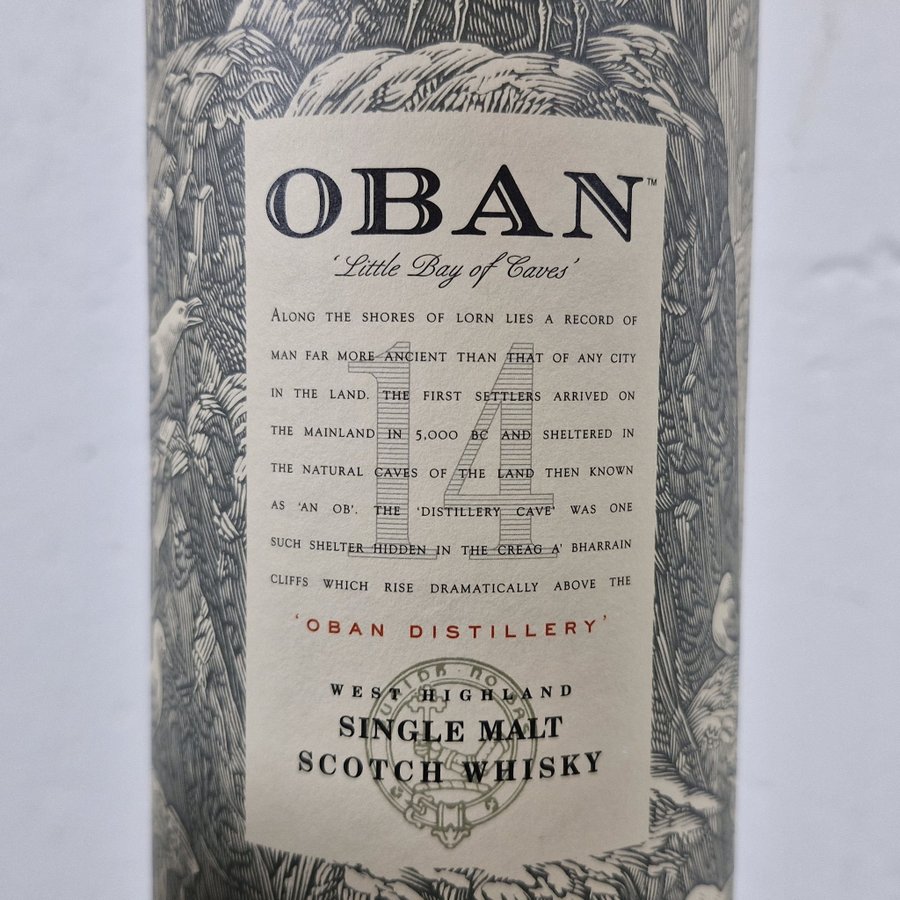 OBAN™
'Little Bay of Caves'
ALONG THE SHORES OF LORN LIES A RECORD OF
MAN FAR MORE ANCIENT THAN THAT OF ANY CITY
IN THE LAND. THE FIRST SETTLERS ARRIVED ON
THE MAINLAND IN 5,000 BC AND SHELTERED IN
THE NATURAL CAVES OF THE LAND THEN KNOWN
AS 'AN OB'. THE 'DISTILLERY CAVE' WAS ONE
SUCH SHELTER HIDDEN IN THE CREAG A' BHARRAIN
CLIFFS WHICH RISE DRAMATICALLY ABOVE THE
14
'OBAN DISTILLERY'
WEST HIGHLAND
SINGLE MALT
SCOTCH WHISKY